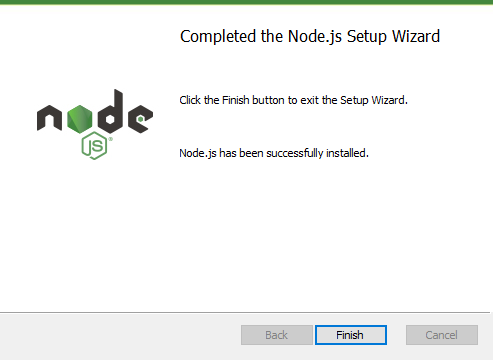 Completed the Node.js Setup Wizard
node
JS®
Click the Finish button to exit the Setup Wizard.
Node.js has been successfully installed.
Back
Finish
Cancel